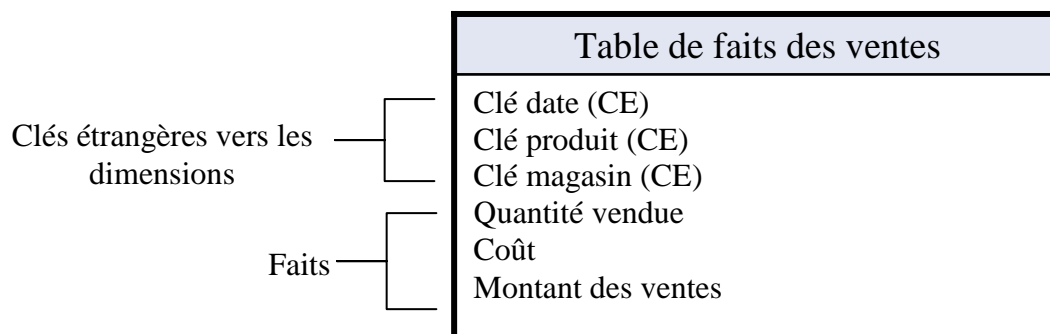 Table de faits des ventes
Clés étrangères vers les
dimensions
Clé date (CE)
Clé produit (CE)
Clé magasin (CE)
Faits
Quantité vendue
Coût
Montant des ventes